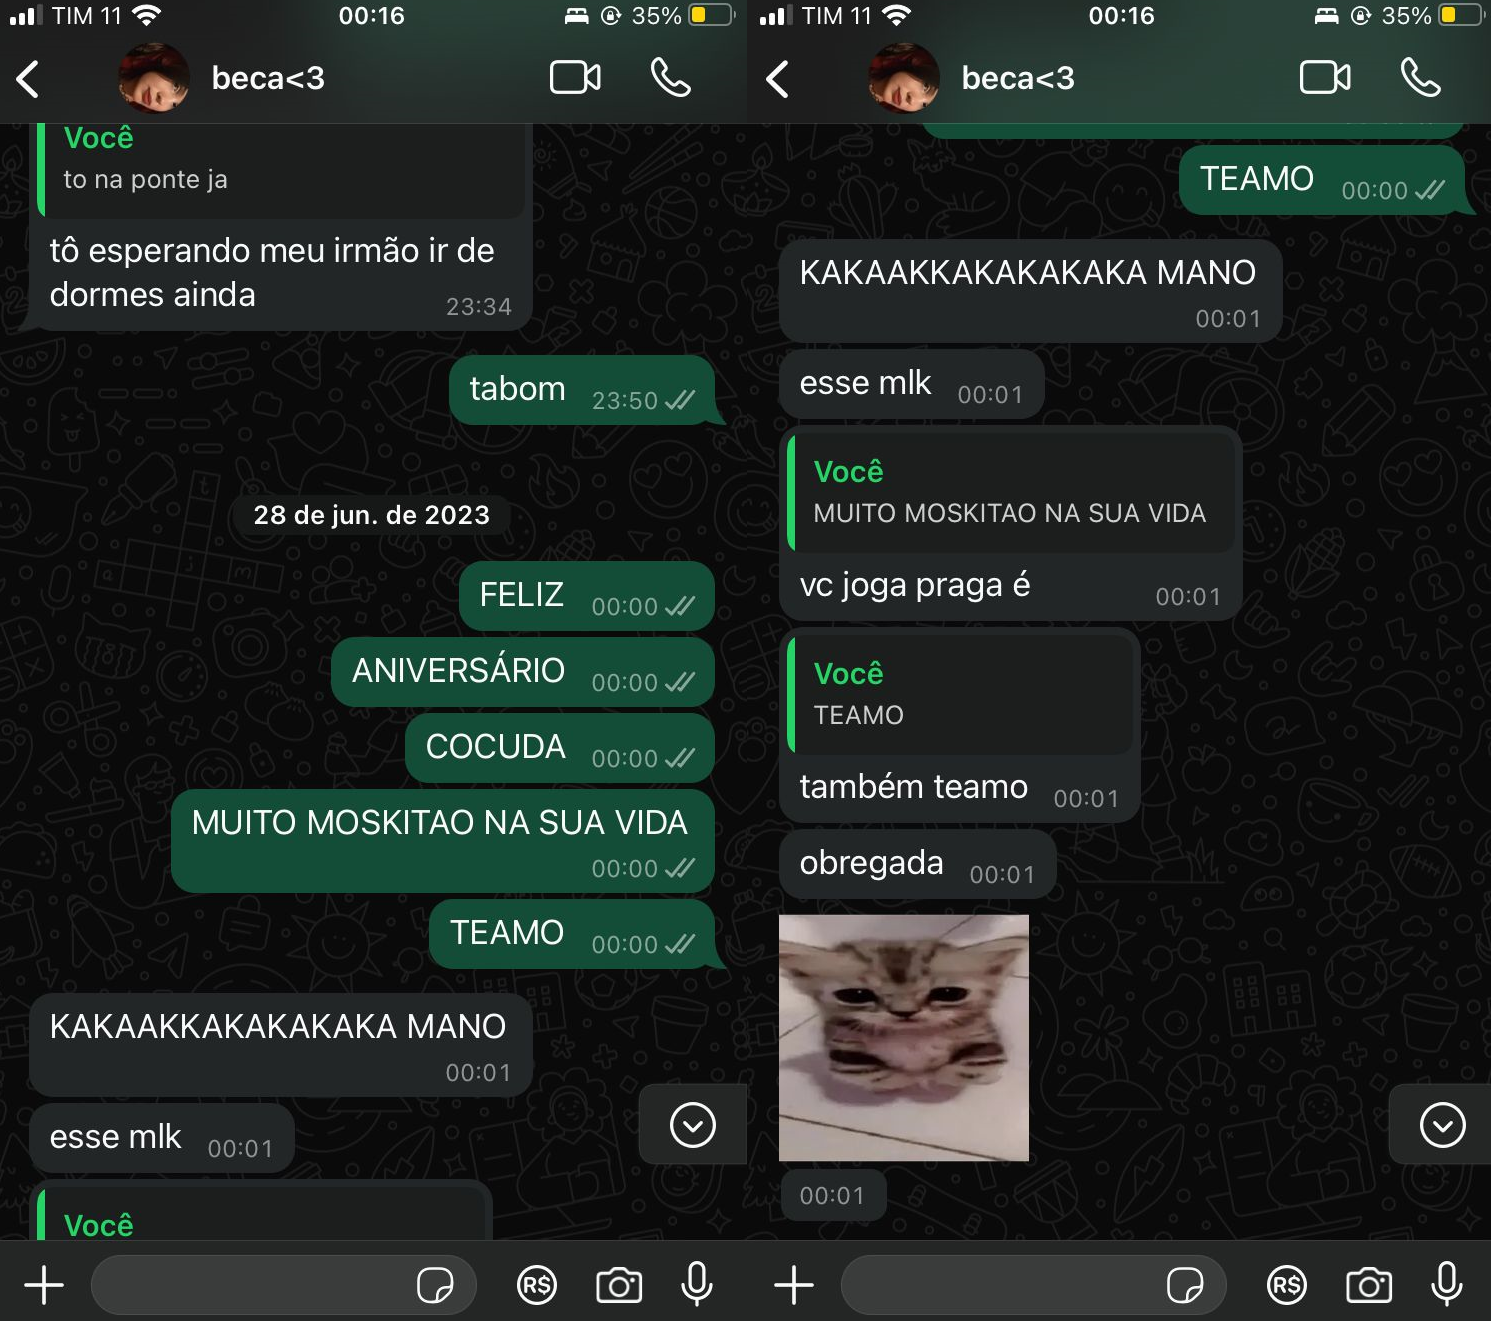 TIM 11
00:16
35%
beca<3
Você
to na ponte ja
tô esperando meu irmão ir de
dormes ainda
23:34
tabom 23:50
28 de jun. de 2023
FELIZ 00:00
ANIVERSÁRIO 00:00
COCUDA 00:00
MUITO MOSKITAO NA SUA VIDA
00:00
TEAMO 00:00
KAKAAKKAKAKAKAKA MANO
00:01
esse mlk 00:01
Você
R$
TIM 11
00:16
35%
beca<3
TEAMO 00:00
KAKAAKKAKAKAKAKA MANO
00:01
esse mlk 00:01
Você
MUITO MOSKITAO NA SUA VIDA
vc joga praga é 00:01
Você
TEAMO
também teamo 00:01
obregada 00:01
00:01
R$